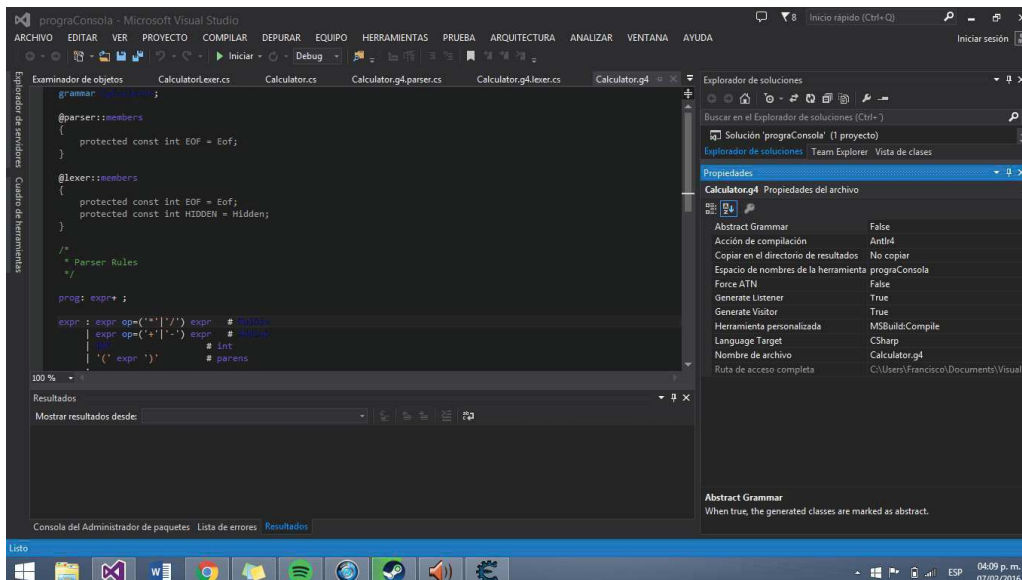 prograConsola - Microsoft Visual Studio
8
Inicio rápido (Ctrl+Q)
ARCHIVO EDITAR VER PROYECTO COMPILAR DEPURAR EQUIPO HERRAMIENTAS PRUEBA ARQUITECTURA ANALIZAR VENTANA AYUDA
Iniciar sesión
Iniciar
Debug
Explorador de servidores
Cuadro de herramientas
Examinador de objetos CalculatorLexer.cs Calculator.cs Calculator.g4.parser.cs Calculator.g4.lexer.cs Calculator.g4
grammar ;
@parser::members
{
protected const int EOF = Eof;
}
@lexer::members
{
protected const int EOF = Eof;
protected const int HIDDEN = Hidden;
}
/*
* Parser Rules
*/
prog: expr+ ;
expr : expr op=('*'|'/') expr #
| expr op=('+'|'-') expr #
| # int
| '(' expr ')' # parens
100 %
Resultados
Mostrar resultados desde:
Consola del Administrador de paquetes Lista de errores Resultados
Explorador de soluciones
Buscar en el Explorador de soluciones (Ctrl+´)
Solución 'prograConsola' (1 proyecto)
Explorador de soluciones Team Explorer Vista de clases
Propiedades
Calculator.g4 Propiedades del archivo
Abstract Grammar False
Acción de compilación Antlr4
Copiar en el directorio de resultados No copiar
Espacio de nombres de la herramienta prograConsola
Force ATN False
Generate Listener True
Generate Visitor True
Herramienta personalizada MSBuild:Compile
Language Target CSharp
Nombre de archivo Calculator.g4
Ruta de acceso completa C:\Users\Francisco\Documents\Visual
Abstract Grammar
When true, the generated classes are marked as abstract.
Listo
ESP
04:09 p. m.
07/02/2016